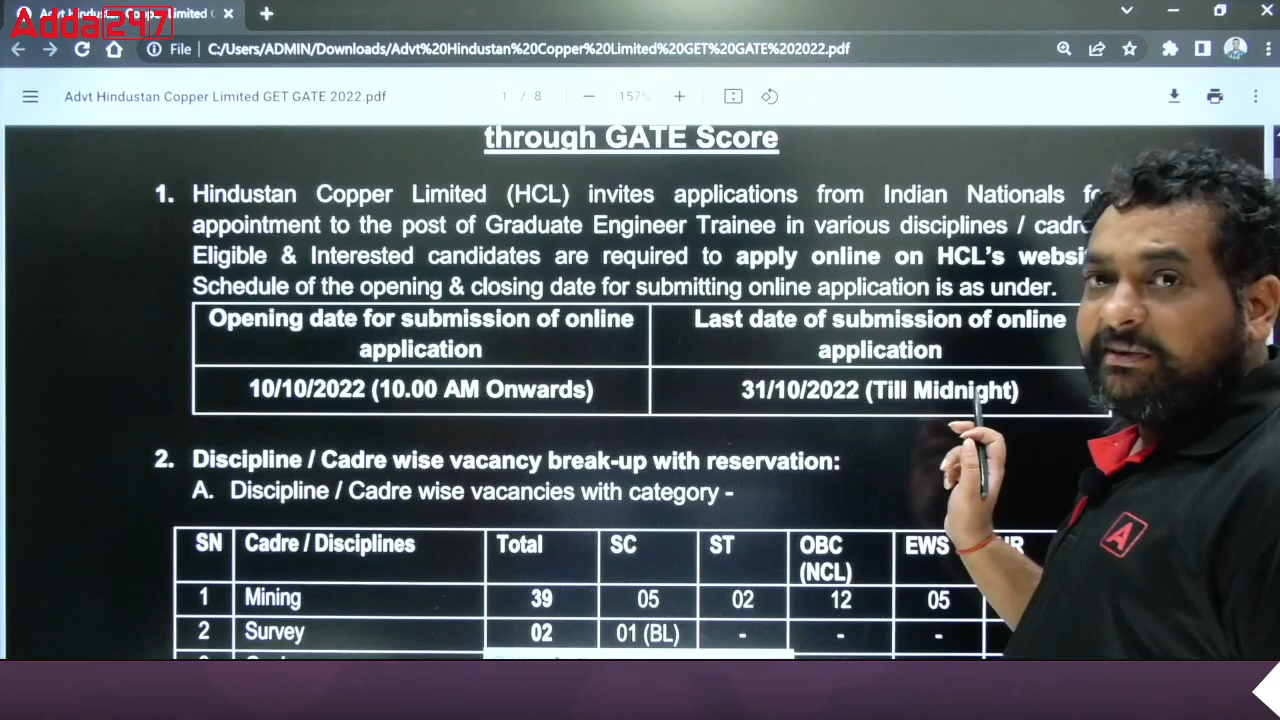 Advt Hindustan Copper Limited
Adda247
File
C:/Users/ADMIN/Downloads/Advt%20Hindustan%20Copper%20Limited%20GET%20GATE%202022.pdf
Advt Hindustan Copper Limited GET GATE 2022.pdf
1 / 8
157%
through GATE Score
1. Hindustan Copper Limited (HCL) invites applications from Indian Nationals
appointment to the post of Graduate Engineer Trainee in various disciplines /
Eligible & Interested candidates are required to apply online on HCL's
Schedule of the opening & closing date for submitting online application is as under.
Opening date for submission of online
application
Last date of submission of online
application
10/10/2022 (10.00 AM Onwards)
31/10/2022 (Till Midnight)
2. Discipline / Cadre wise vacancy break-up with reservation:
A. Discipline / Cadre wise vacancies with category -
SN Cadre / Disciplines Total SC ST OBC EWS
(NCL)
1 Mining 39 05 02 12 05
2 Survey 02 01 (BL) - - -
A